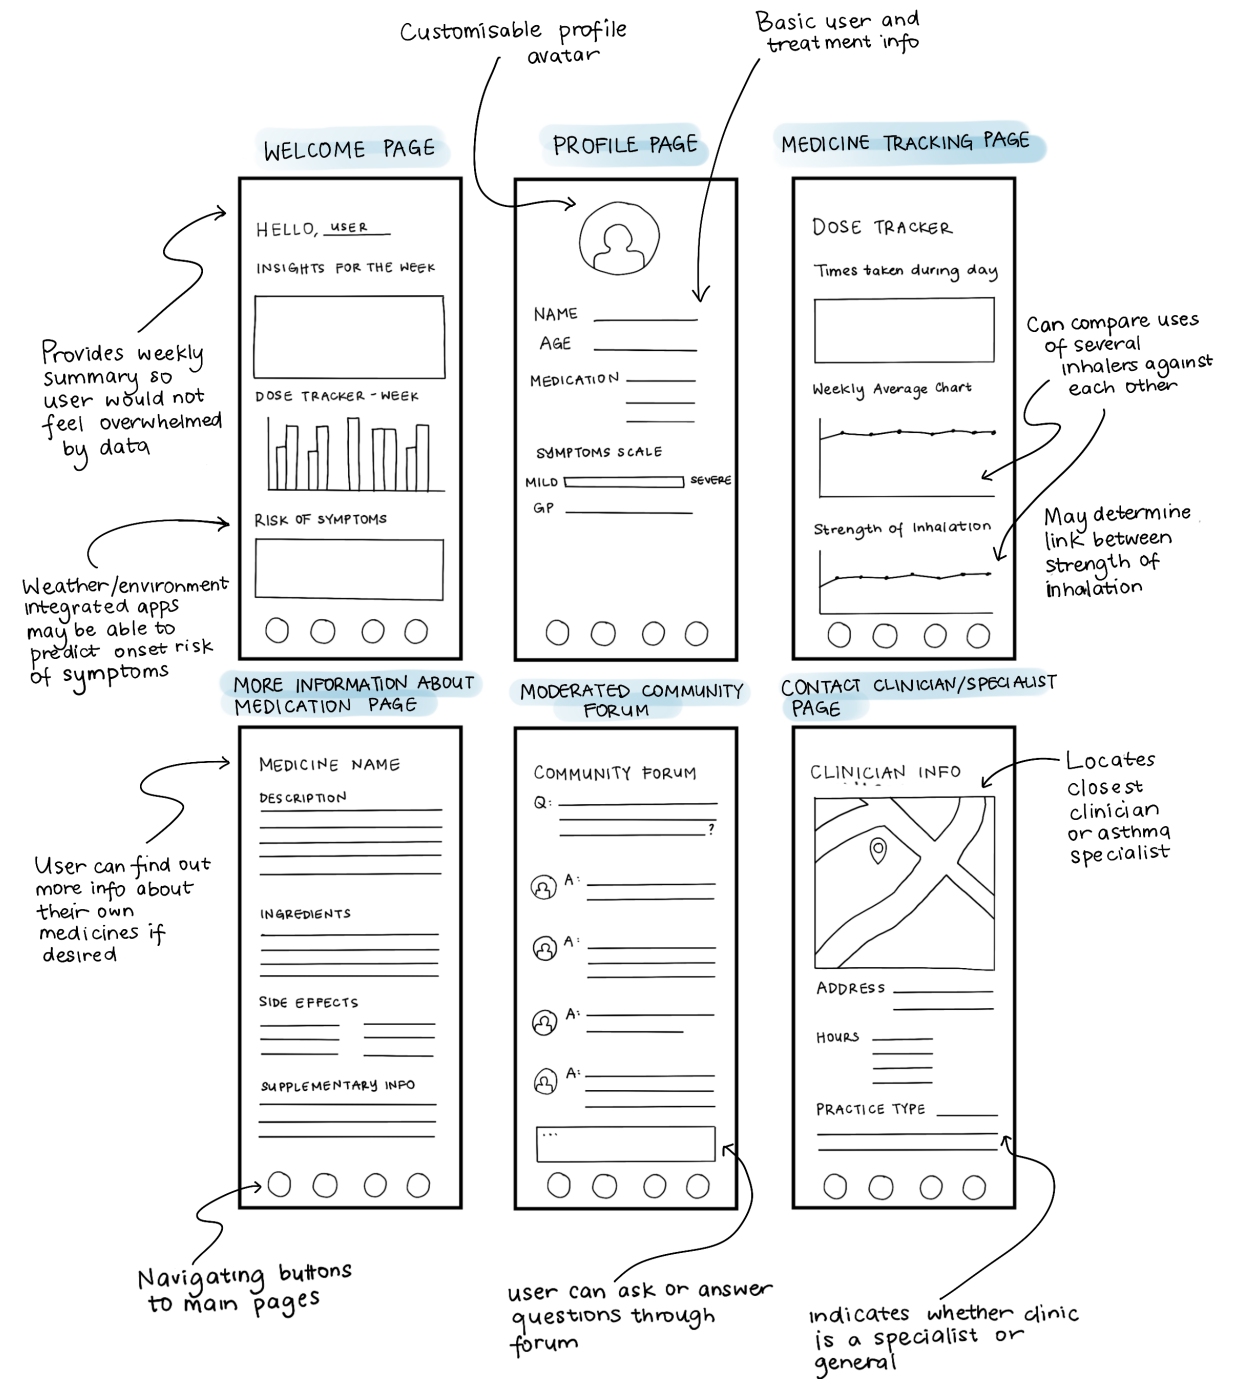 Customisable profile
avatar
Basic user and
treatment info
WELCOME PAGE
PROFILE PAGE
MEDICINE TRACKING PAGE
HELLO, USER
INSIGHTS FOR THE WEEK
DOSE TRACKER - WEEK
RISK OF SYMPTOMS
Provides weekly
summary so
user would not
feel overwhelmed
by data
Weather/environment
integrated apps
may be able to
predict onset risk
of symptoms
NAME
AGE
MEDICATION
SYMPTOMS SCALE
MILD
SEVERE
GP
DOSE TRACKER
Times taken during day
Weekly Average Chart
Strength of Inhalation
Can compare uses
of several
inhalers against
each other
May determine
link between
strength of
inhalation
MORE INFORMATION ABOUT
MEDICATION PAGE
MODERATED COMMUNITY
FORUM
CONTACT CLINICIAN/SPECIALIST
PAGE
MEDICINE NAME
DESCRIPTION
INGREDIENTS
SIDE EFFECTS
SUPPLEMENTARY INFO
User can find out
more info about
their own
medicines if
desired
Navigating buttons
to main pages
COMMUNITY FORUM
Q:
?
A:
A:
A:
A:
...
user can ask or answer
questions through
forum
CLINICIAN INFO
ADDRESS
HOURS
PRACTICE TYPE
Locates
closest
clinician
or asthma
specialist
indicates whether clinic
is a specialist or
general